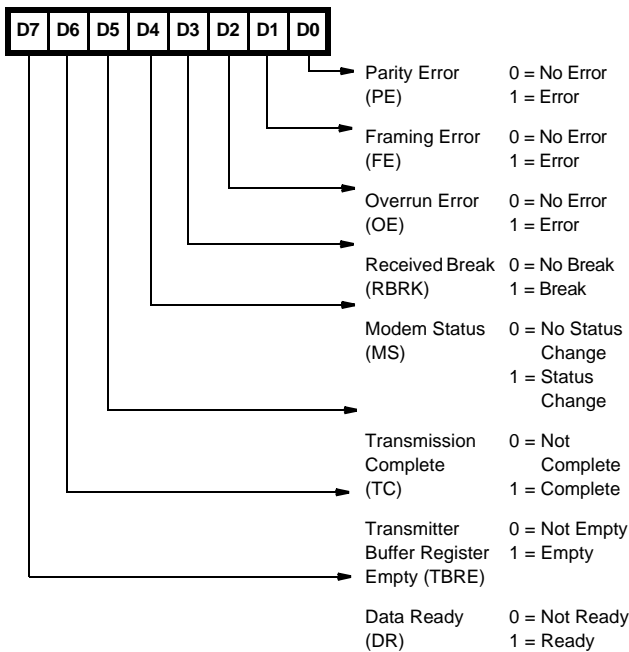 D7 D6 D5 D4 D3 D2 D1 D0
Parity Error 0 = No Error
(PE) 1 = Error
Framing Error 0 = No Error
(FE) 1 = Error
Overrun Error 0 = No Error
(OE) 1 = Error
Received Break 0 = No Break
(RBRK) 1 = Break
Modem Status 0 = No Status
(MS) Change
1 = Status
Change
Transmission 0 = Not
Complete Complete
(TC) 1 = Complete
Transmitter 0 = Not Empty
Buffer Register 1 = Empty
Empty (TBRE)
Data Ready 0 = Not Ready
(DR) 1 = Ready